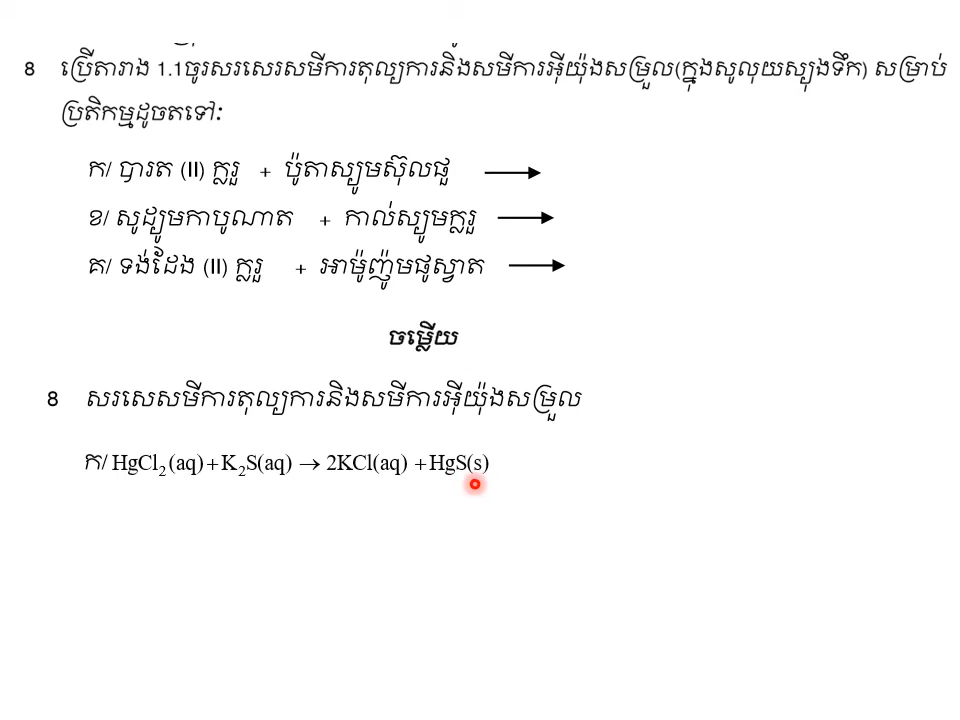 8 ប្រើតារាង 1.1ចូរសរសេរសមីការតុល្យការនិងសមីការអ៊ីយ៉ុងសម្រួល(ក្នុងសូលុយស្យុងទឹក) សម្រាប់
ប្រតិកម្មដូចតទៅ:
ក/ បារត (II) ក្លរួ + ប៉ូតាស្យូមស៊ុលផួ ⟶
ខ/ សូដ្យូមកាបូណាត + កាល់ស្យូមក្លរួ ⟶
គ/ ទង់ដែង (II) ក្លរួ + អាម៉ូញ៉ូមផូស្វាត ⟶
ចម្លើយ
8 សរសេសមីការតុល្យការនិងសមីការអ៊ីយ៉ុងសម្រួល
ក/ HgCl₂(aq)+K₂S(aq) → 2KCl(aq) +HgS(s)